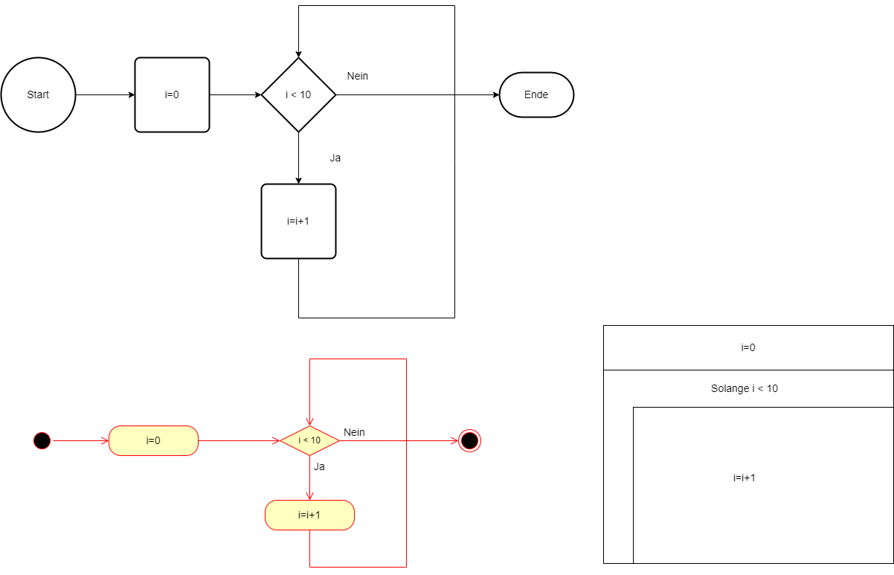 Start
i=0
i < 10
Nein
Ende
Ja
i=i+1
i=0
Solange i < 10
i=i+1
i=0
i < 10
Nein
Ja
i=i+1